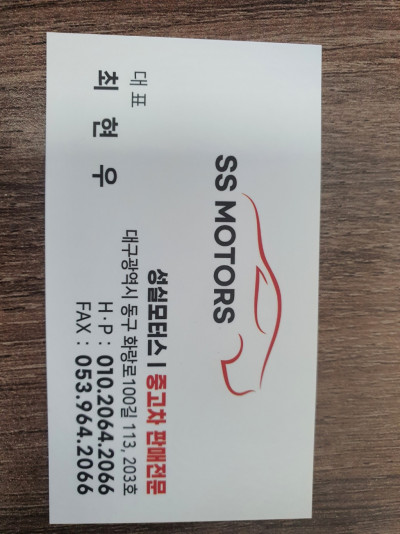 SS MOTORS
대 표
최 현 우
성실모터스 I 중고차 판매전문
대구광역시 동구 화랑로100길 113, 203호
H·P : 010.2064.2066
FAX : 053.964.2066